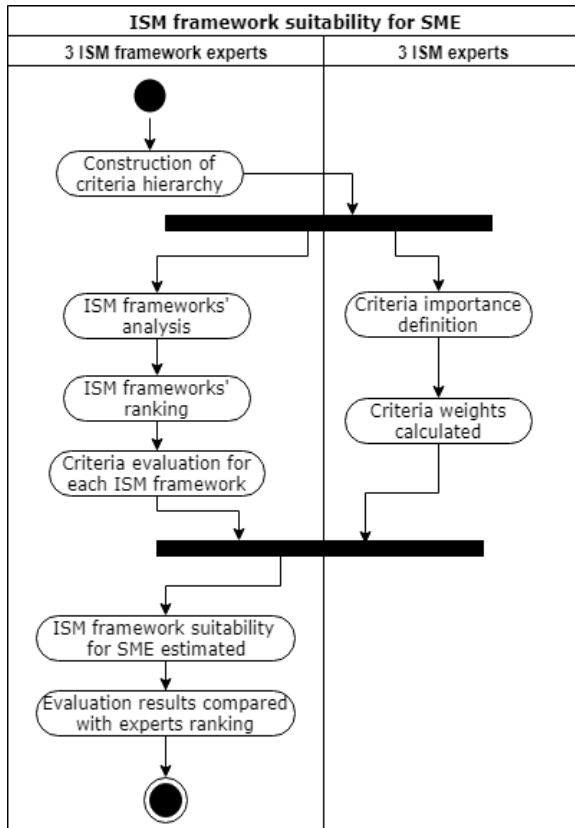 ISM framework suitability for SME
3 ISM framework experts
3 ISM experts
Construction of
criteria hierarchy
ISM frameworks'
analysis
Criteria importance
definition
ISM frameworks'
ranking
Criteria weights
calculated
Criteria evaluation for
each ISM framework
ISM framework suitability
for SME estimated
Evaluation results compared
with experts ranking